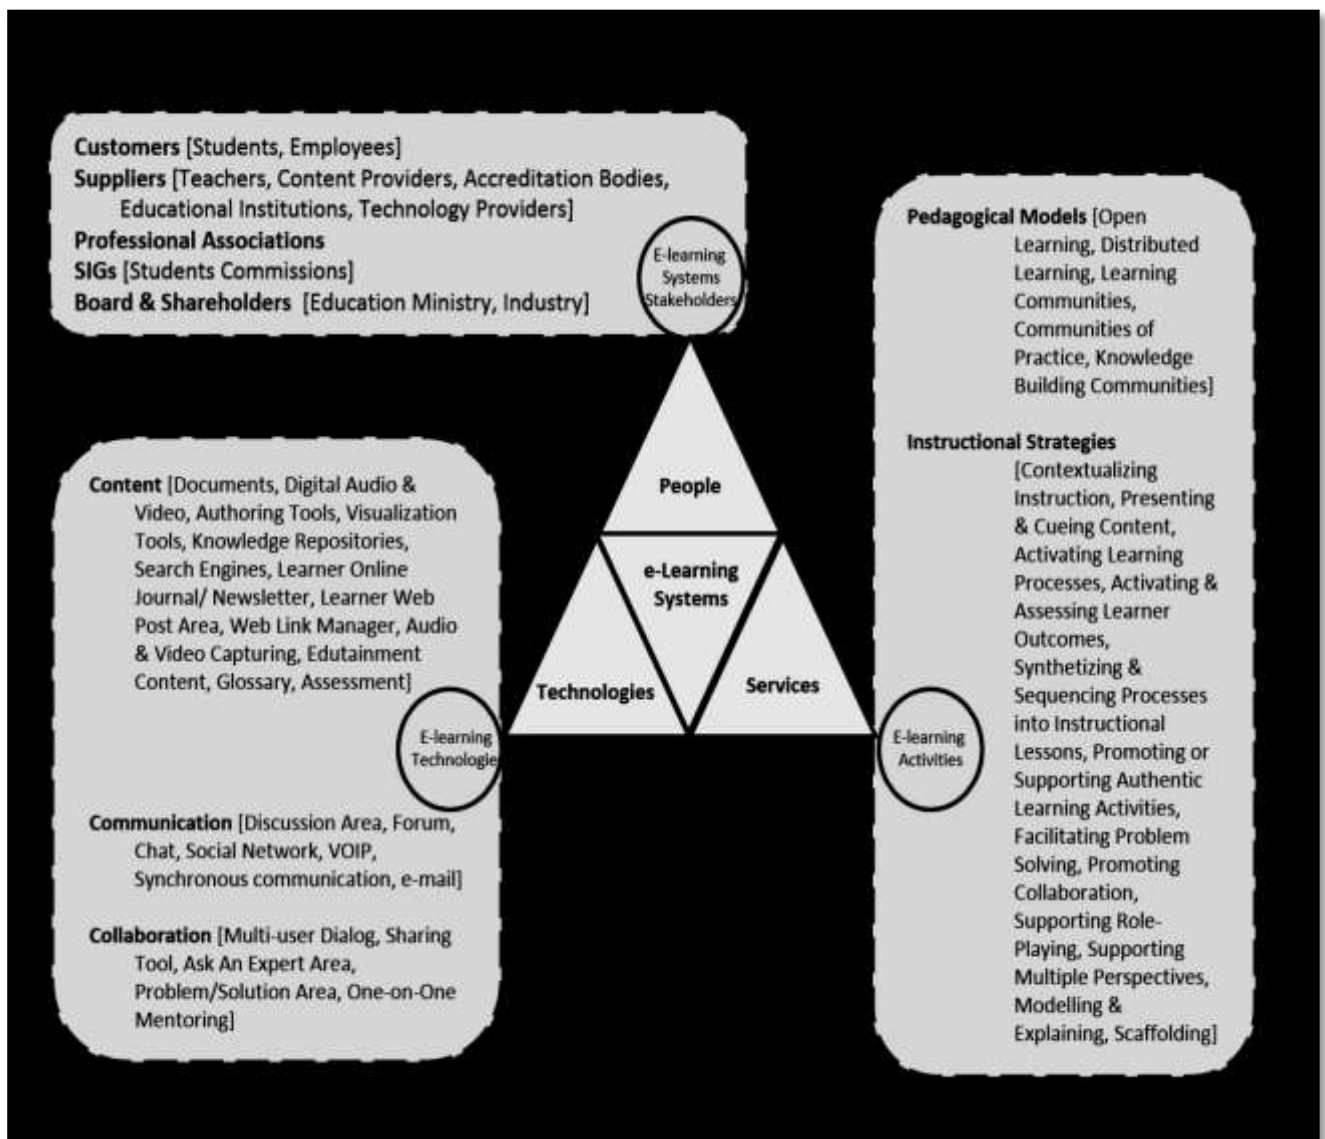 Customers [Students, Employees]
Suppliers [Teachers, Content Providers, Accreditation Bodies,
Educational Institutions, Technology Providers]
Professional Associations
SIGs [Students Commissions]
Board & Shareholders [Education Ministry, Industry]
E-learning
Systems
Stakeholders
Pedagogical Models [Open
Learning, Distributed
Learning, Learning
Communities,
Communities of
Practice, Knowledge
Building Communities]
Instructional Strategies
[Contextualizing
Instruction, Presenting
& Cueing Content,
Activating Learning
Processes, Activating &
Assessing Learner
Outcomes,
Synthetizing &
Sequencing Processes
into Instructional
Lessons, Promoting or
Supporting Authentic
Learning Activities,
Facilitating Problem
Solving, Promoting
Collaboration,
Supporting Role-
Playing, Supporting
Multiple Perspectives,
Modelling &
Explaining, Scaffolding]
E-learning
Activities
People
e-Learning
Systems
Technologies
Services
Content [Documents, Digital Audio &
Video, Authoring Tools, Visualization
Tools, Knowledge Repositories,
Search Engines, Learner Online
Journal/ Newsletter, Learner Web
Post Area, Web Link Manager, Audio
& Video Capturing, Edutainment
Content, Glossary, Assessment]
E-learning
Technologie
Communication [Discussion Area, Forum,
Chat, Social Network, VOIP,
Synchronous communication, e-mail]
Collaboration [Multi-user Dialog, Sharing
Tool, Ask An Expert Area,
Problem/Solution Area, One-on-One
Mentoring]